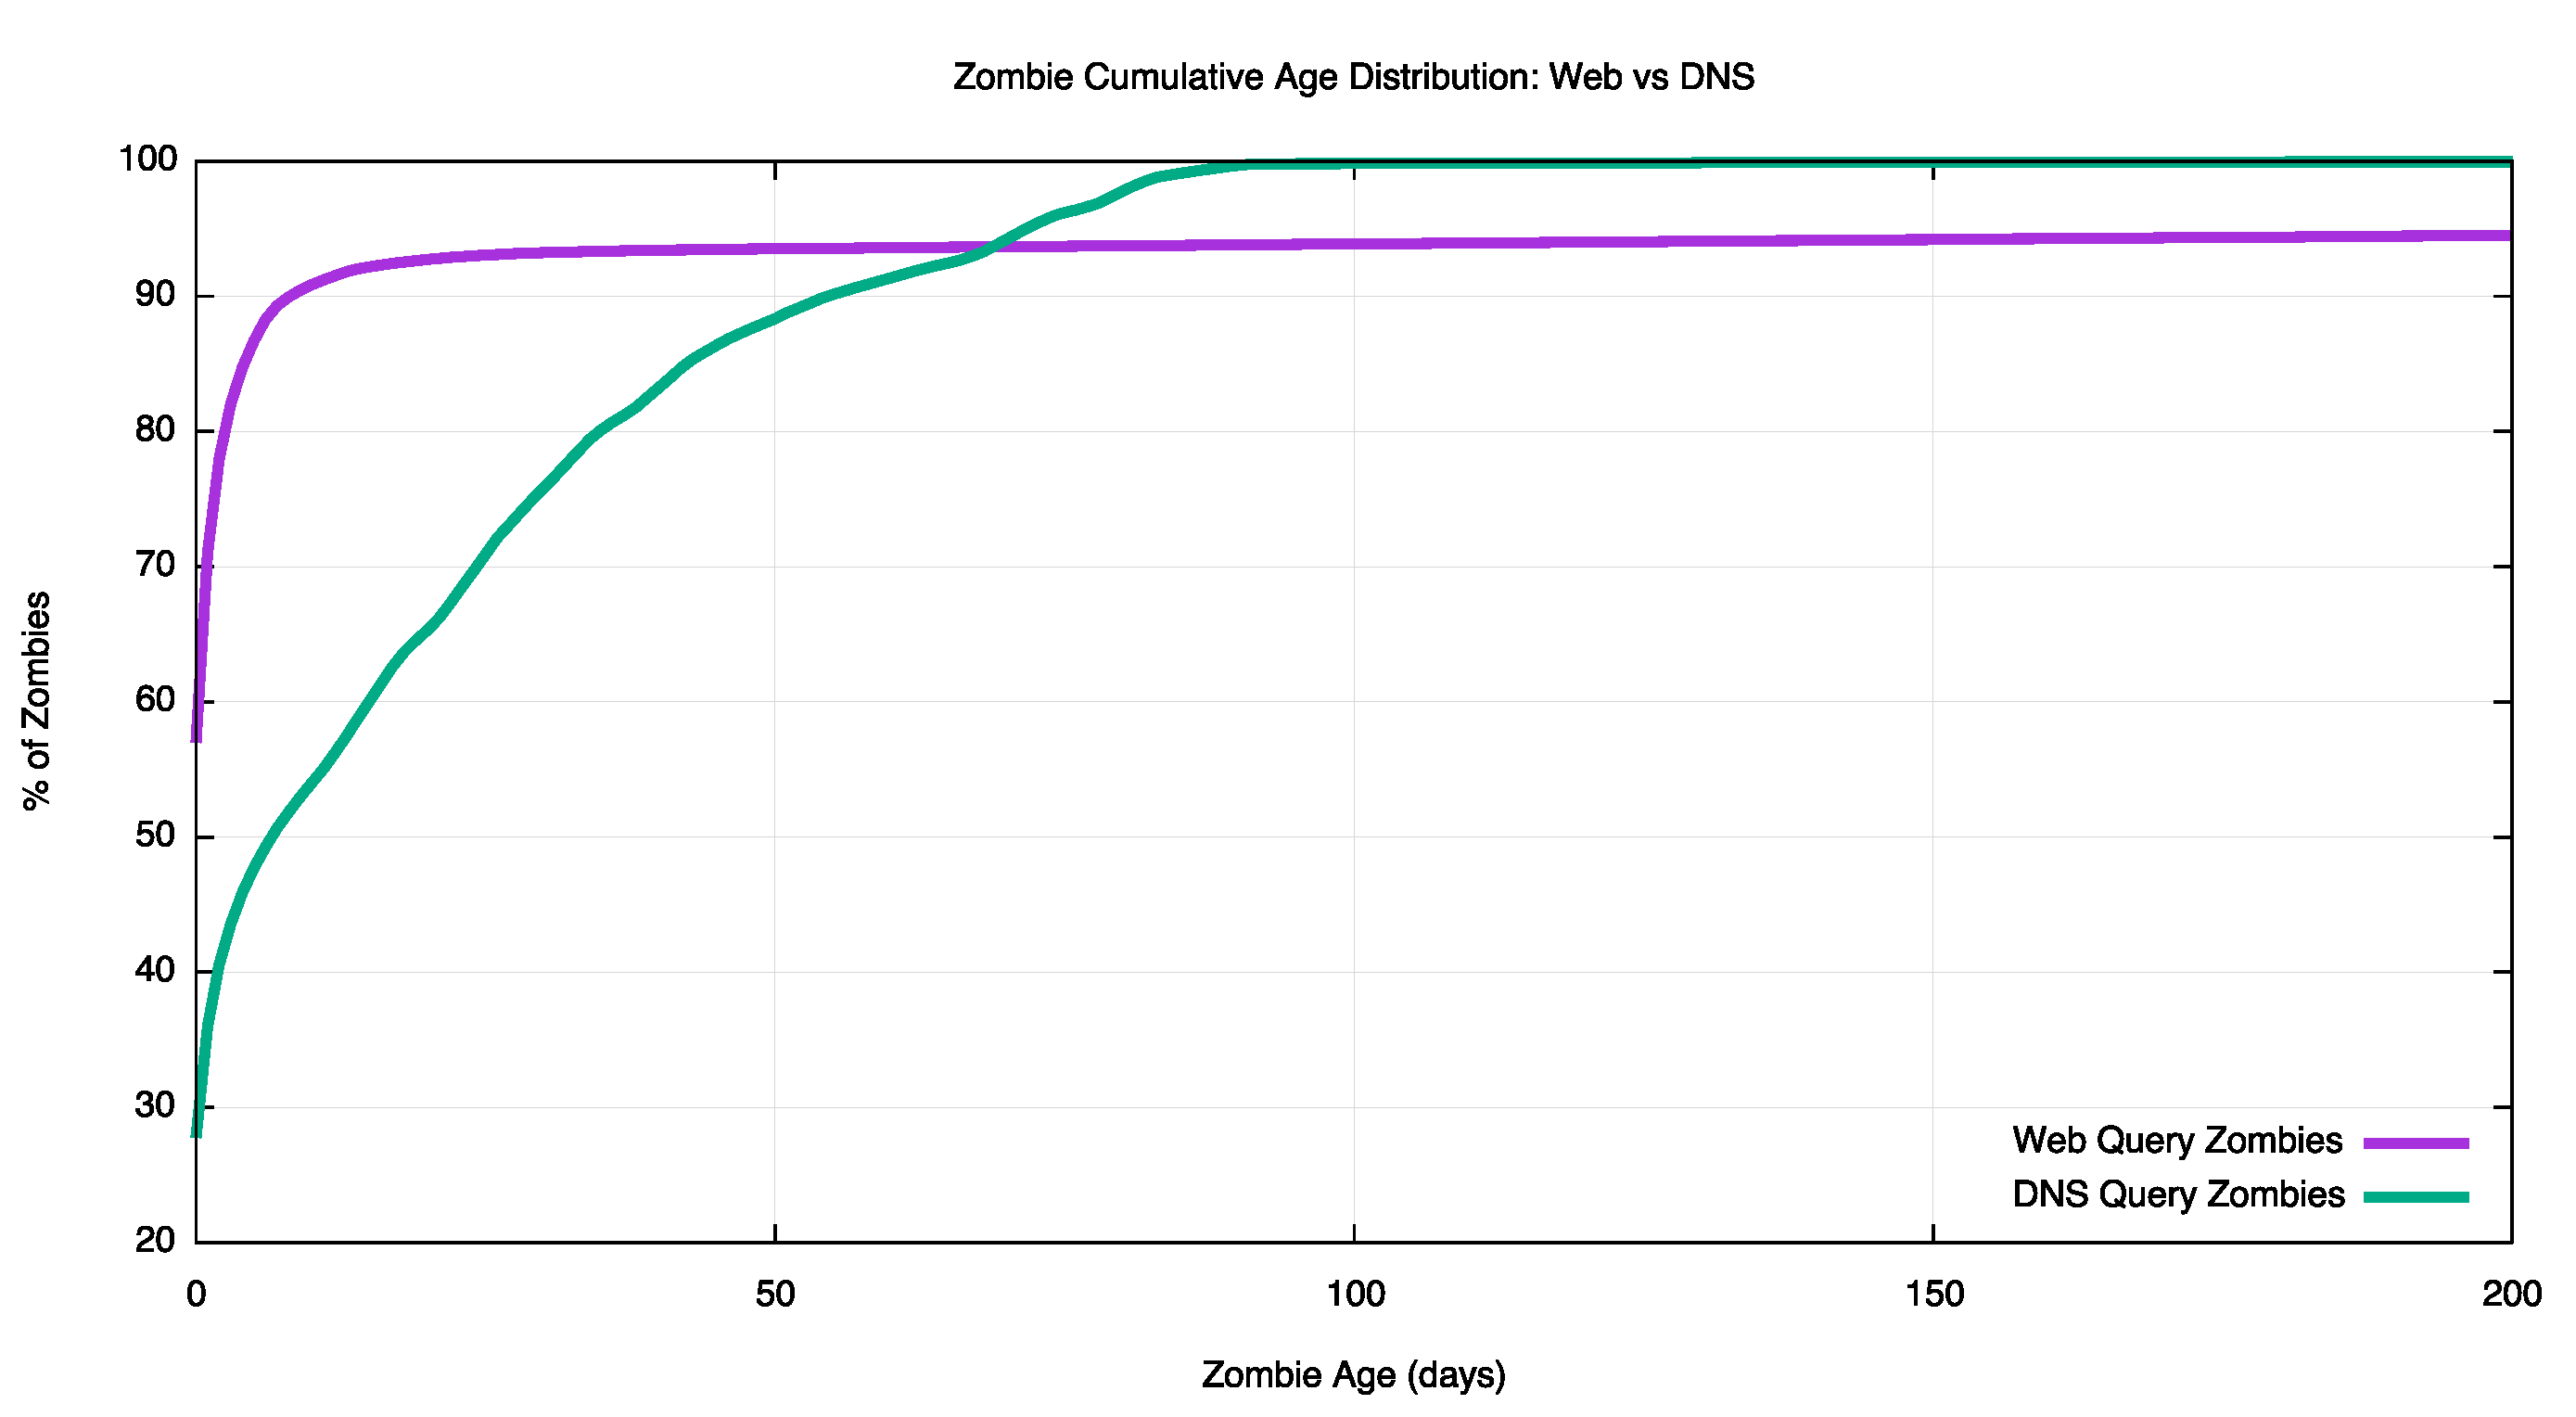 Zombie Cumulative Age Distribution: Web vs DNS
100
90
80
70
60
50
40
30
20
% of Zombies
Web Query Zombies
DNS Query Zombies
0 50 100 150 200
Zombie Age (days)